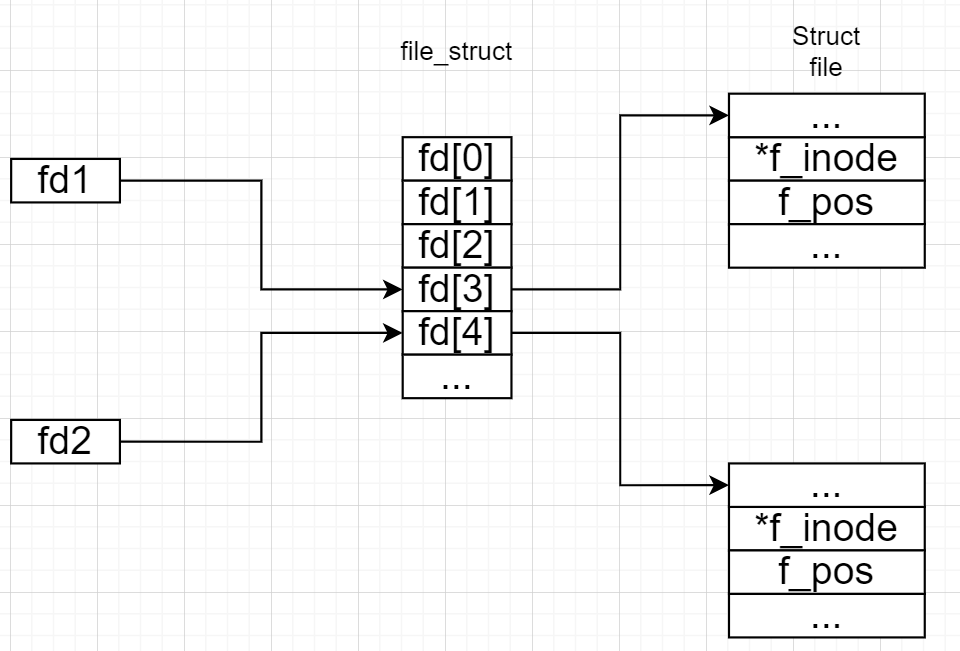 file_struct
Struct
file
fd1
fd2
fd[0]
fd[1]
fd[2]
fd[3]
fd[4]
...
...
*f_inode
f_pos
...
...
*f_inode
f_pos
...